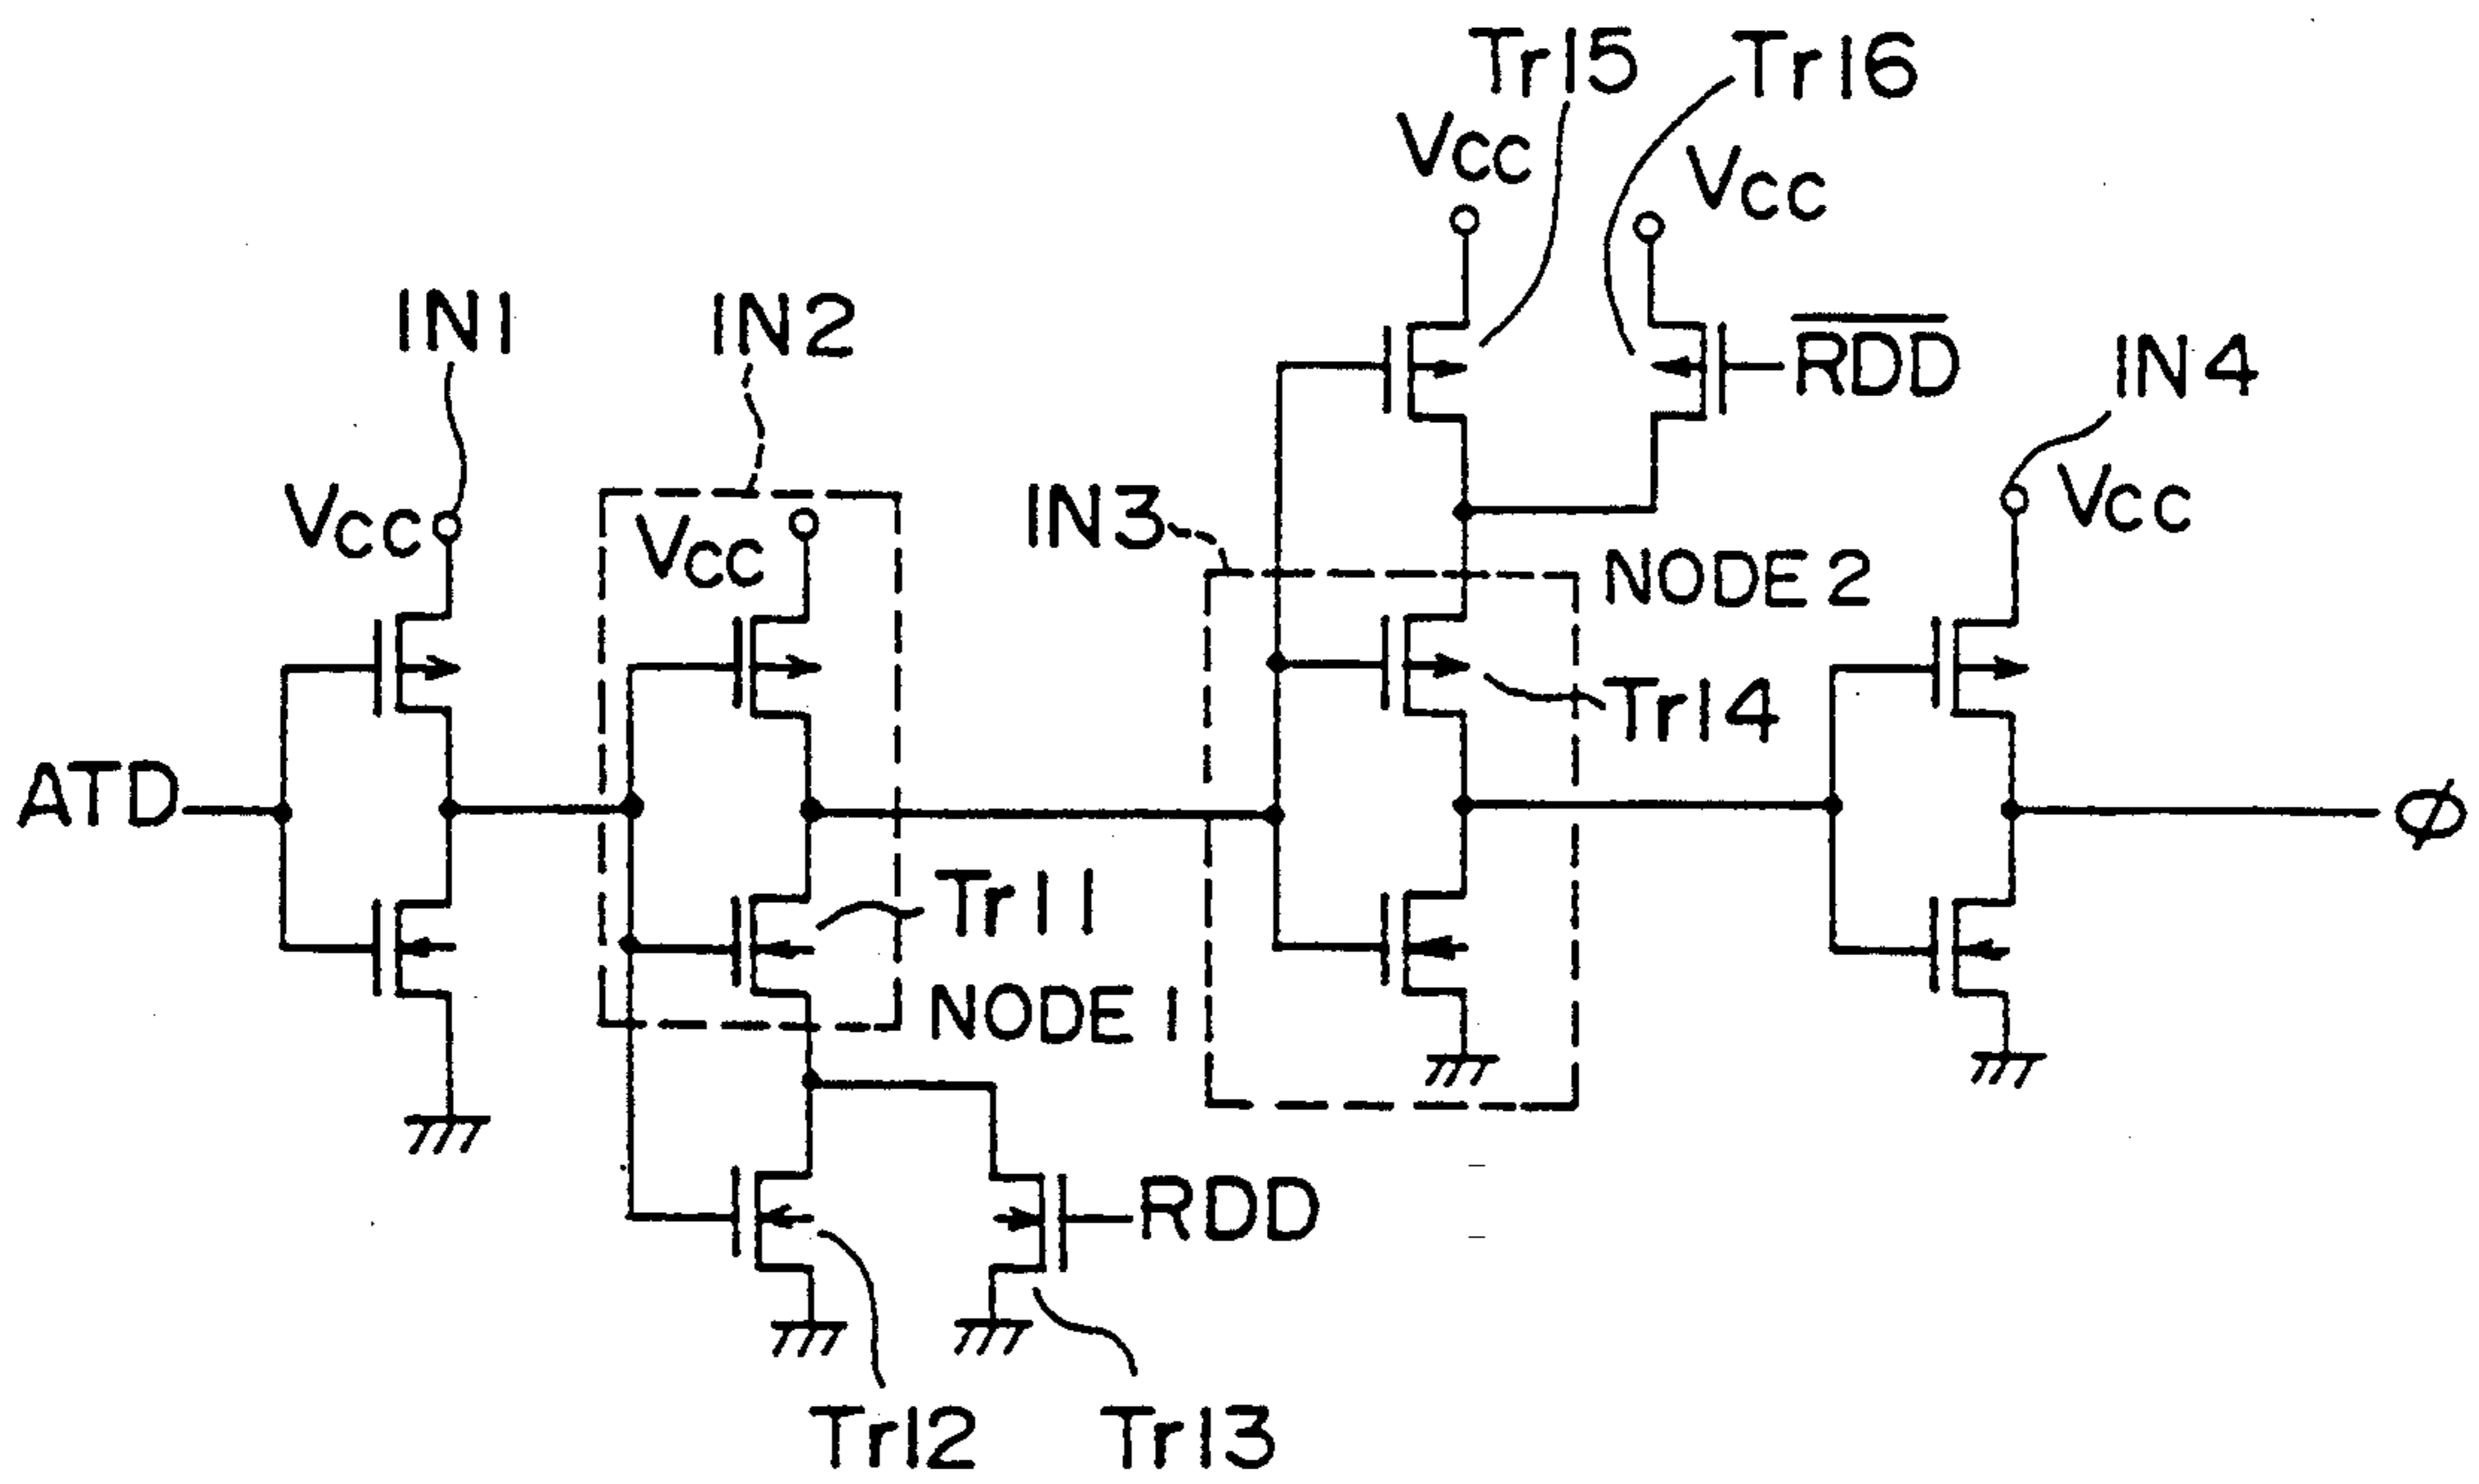 Tr15
Tr16
Vcc
Vcc
IN1
IN2
R̅D̅D̅
IN4
Vcc
Vcc
IN3
Vcc
NODE 2
Tr14
ATD
φ
Tr11
NODE 1
RDD
Tr12
Tr13